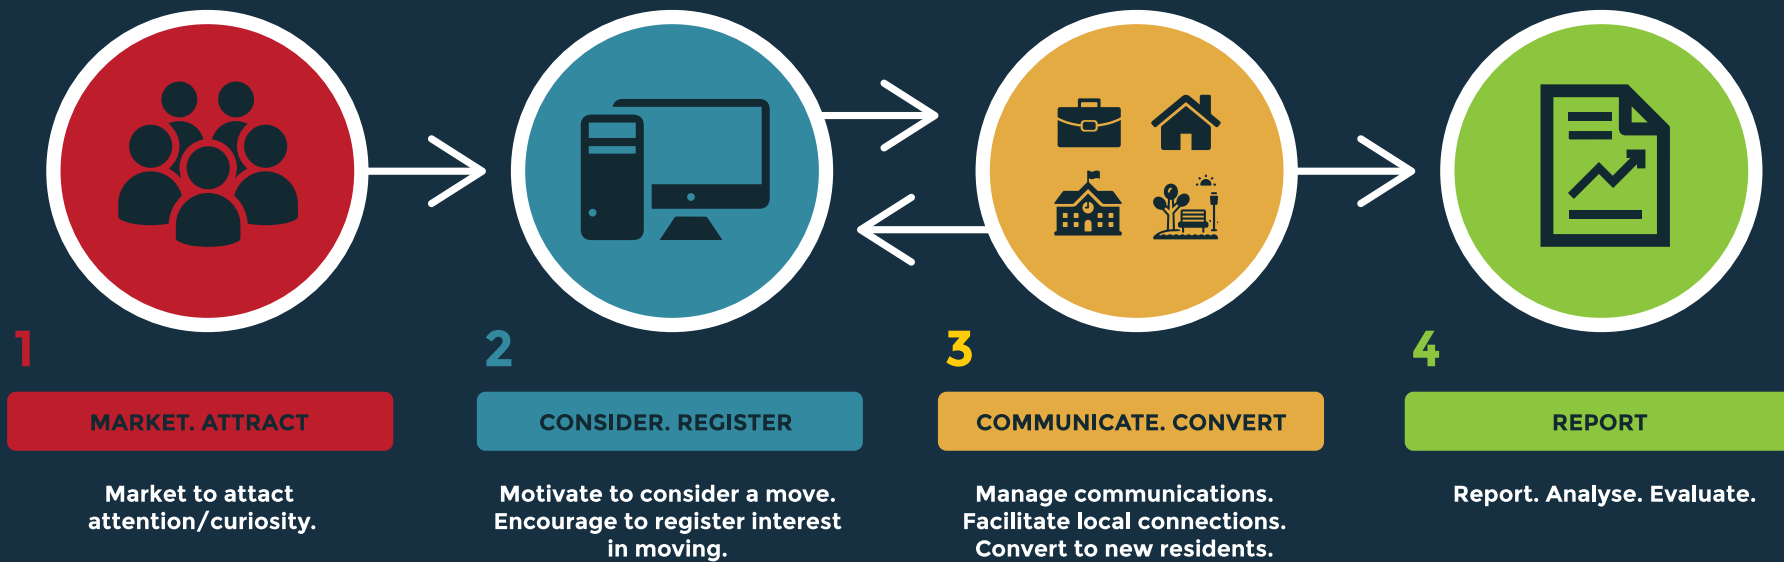 1
MARKET. ATTRACT
Market to attact
attention/curiosity.
2
CONSIDER. REGISTER
Motivate to consider a move.
Encourage to register interest
in moving.
3
COMMUNICATE. CONVERT
Manage communications.
Facilitate local connections.
Convert to new residents.
4
REPORT
Report. Analyse. Evaluate.